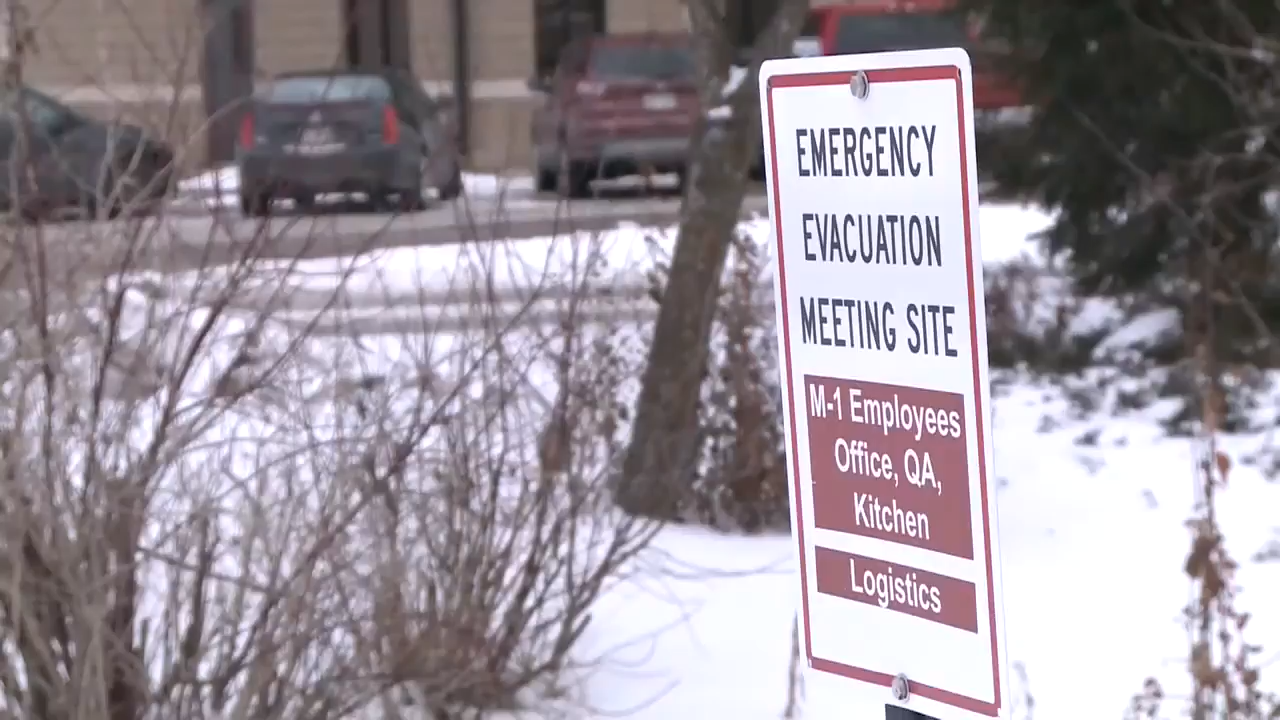 EMERGENCY
EVACUATION
MEETING SITE
M-1 Employees
Office, QA,
Kitchen
Logistics